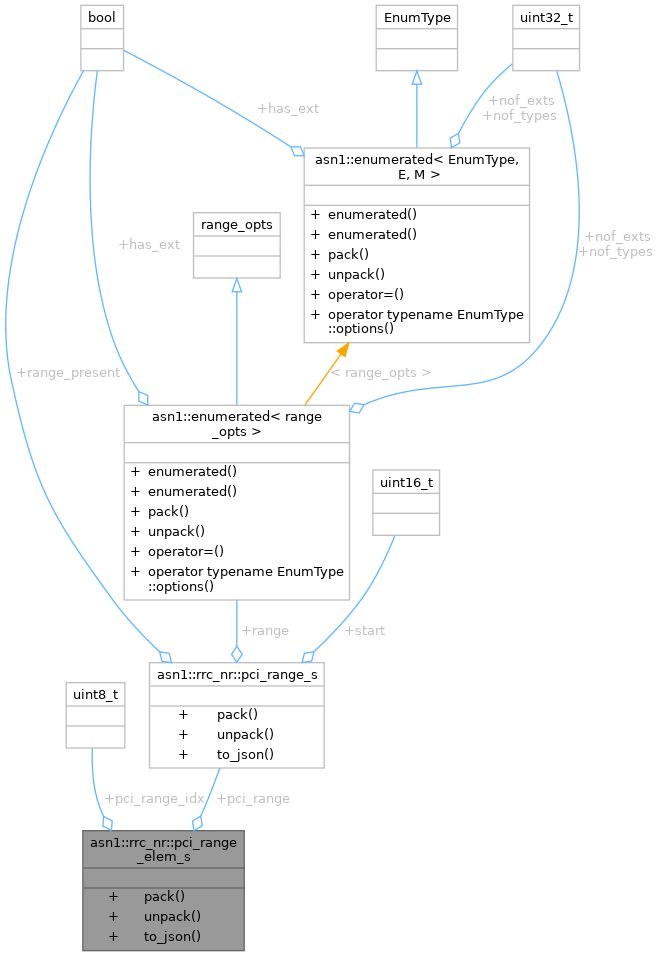 bool
EnumType
uint32_t
+has_ext
+nof_exts
+nof_types
asn1::enumerated< EnumType,
E, M >
+ enumerated()
+ enumerated()
+ pack()
+ unpack()
+ operator=()
+ operator typename EnumType
::options()
range_opts
+has_ext
+nof_exts
+nof_types
+range_present
< range_opts >
asn1::enumerated< range
_opts >
+ enumerated()
+ enumerated()
+ pack()
+ unpack()
+ operator=()
+ operator typename EnumType
::options()
uint16_t
+range
+start
asn1::rrc_nr::pci_range_s
+ pack()
+ unpack()
+ to_json()
uint8_t
+pci_range_idx
+pci_range
asn1::rrc_nr::pci_range
_elem_s
+ pack()
+ unpack()
+ to_json()